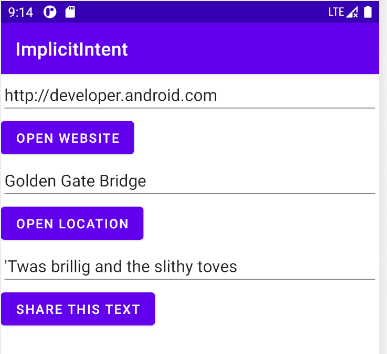 9:14 LTE
ImplicitIntent
http://developer.android.com
OPEN WEBSITE
Golden Gate Bridge
OPEN LOCATION
'Twas brillig and the slithy toves
SHARE THIS TEXT